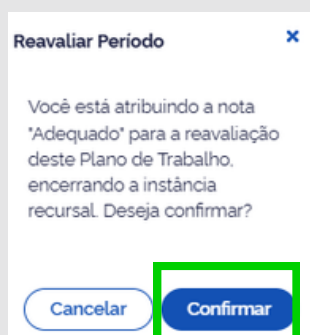 Reavaliar Período ×
Você está atribuindo a nota
"Adequado" para a reavaliação
deste Plano de Trabalho,
encerrando a instância
recursal. Deseja confirmar?
Cancelar Confirmar